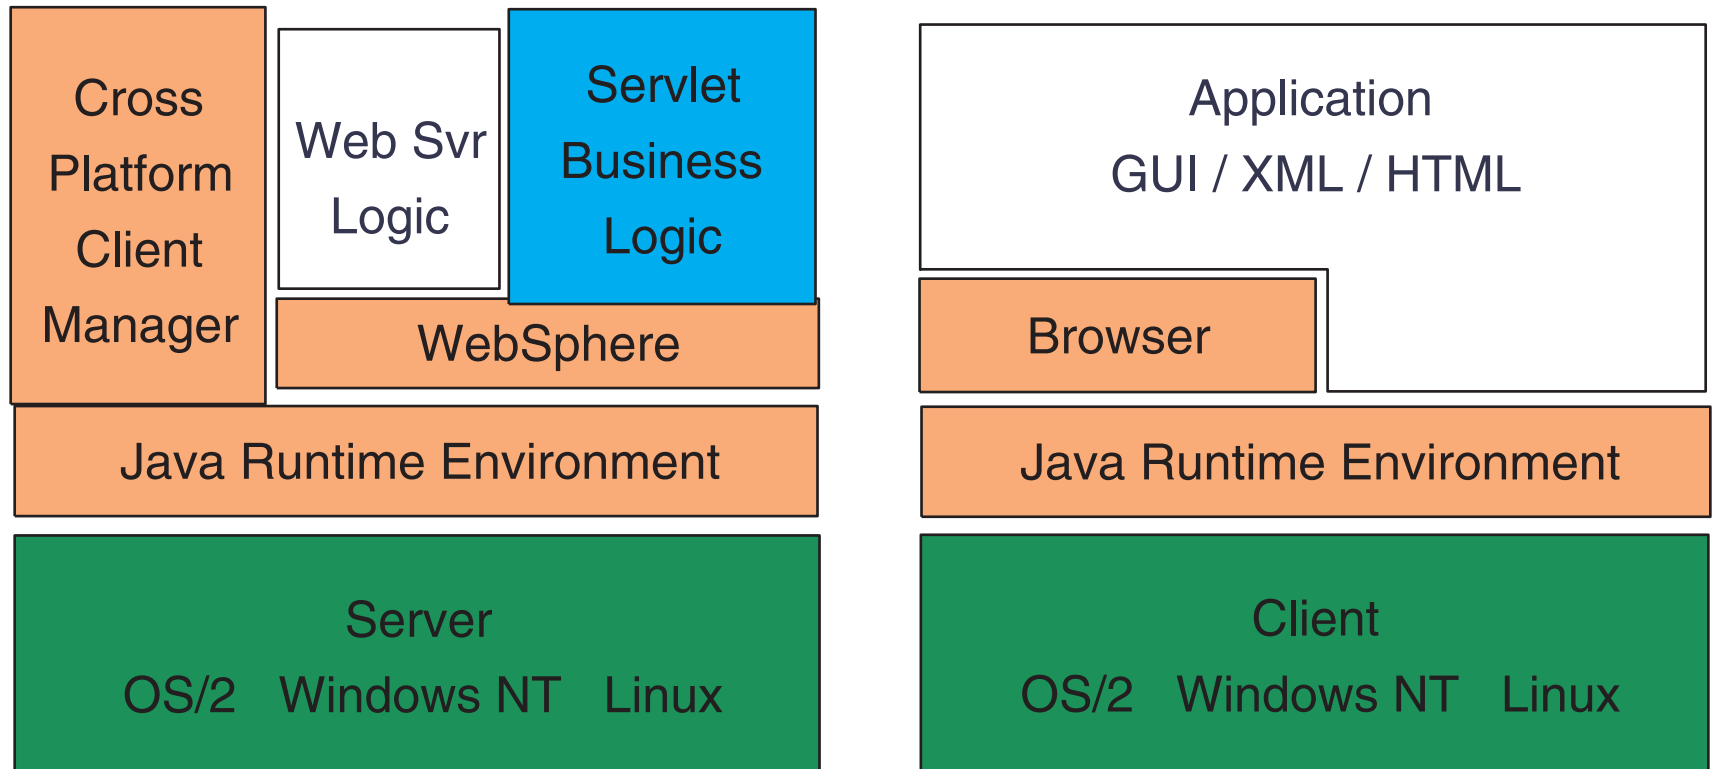 Cross
Platform
Client
Manager
Web Svr
Logic
Servlet
Business
Logic
WebSphere
Java Runtime Environment
Server
OS/2 Windows NT Linux
Application
GUI / XML / HTML
Browser
Java Runtime Environment
Client
OS/2 Windows NT Linux